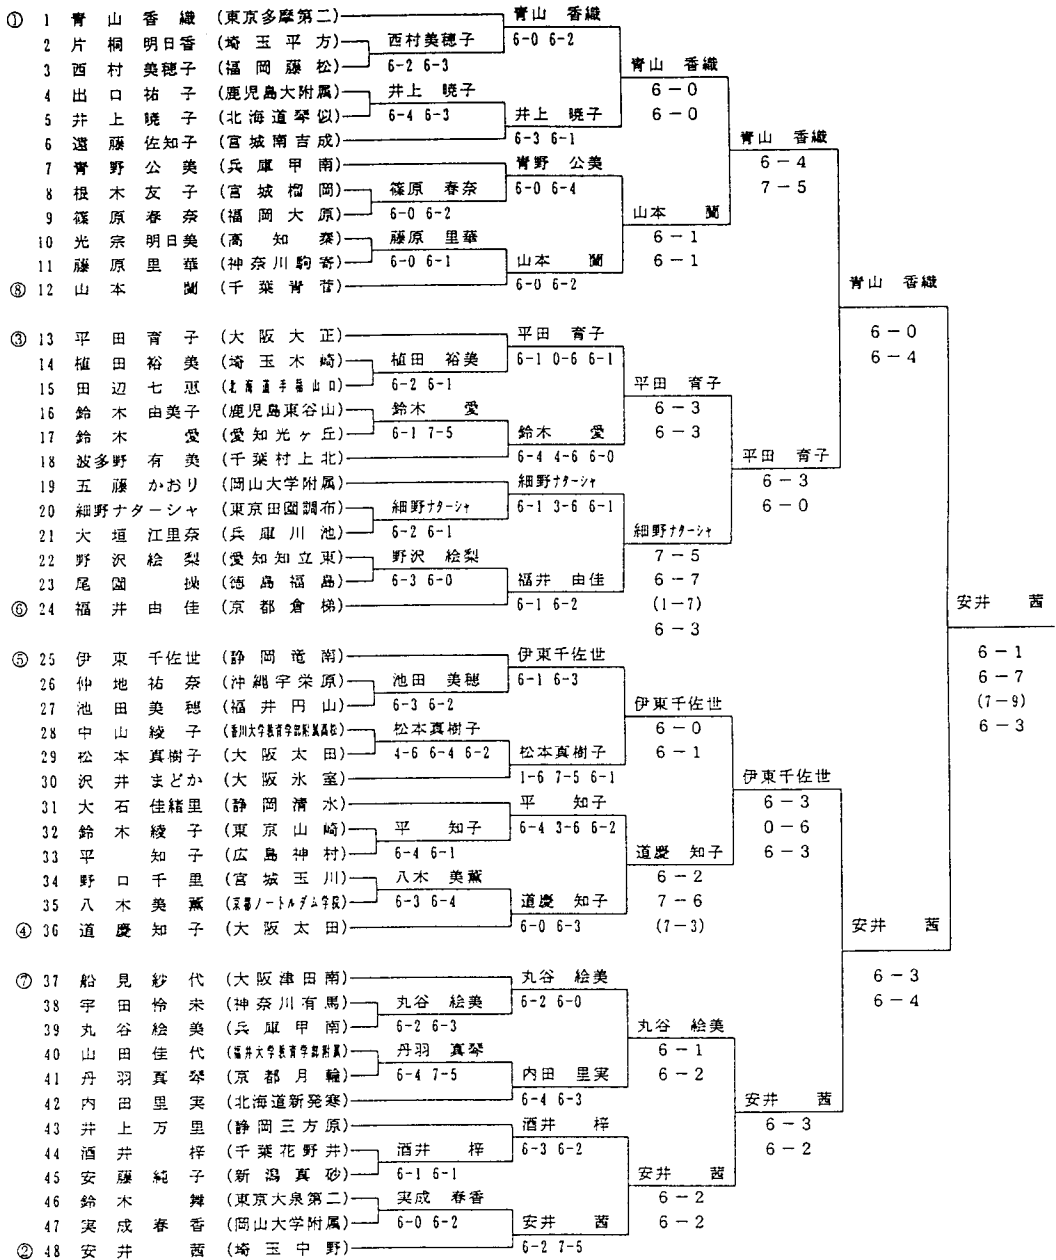 ① 1 青山香織 (東京多摩第二)
2 片桐明日香 (埼玉平方)
3 西村美穂子 (福岡藤松)
4 出口祐子 (鹿児島大附属)
5 井上暁子 (北海道琴似)
6 遠藤佐知子 (宮城南吉成)
7 青野公美 (兵庫甲南)
8 根木友子 (宮城榴岡)
9 篠原春奈 (福岡大原)
10 光宗明日美 (高知泰)
11 藤原里華 (神奈川駒寄)
⑧ 12 山本蘭 (千葉青菅)
③ 13 平田育子 (大阪大正)
14 植田裕美 (埼玉木崎)
15 田辺七恵 (北海道手稲山口)
16 鈴木由美子 (鹿児島東谷山)
17 鈴木愛 (愛知光ヶ丘)
18 波多野有美 (千葉村上北)
19 五藤かおり (岡山大学附属)
20 細野ナターシャ (東京田園調布)
21 大垣江里奈 (兵庫川池)
22 野沢絵梨 (愛知知立東)
23 尾園操 (徳島福島)
⑥ 24 福井由佳 (京都倉梯)
⑤ 25 伊東千佐世 (静岡竜南)
26 仲地祐奈 (沖縄宇栄原)
27 池田美穂 (福井円山)
28 中山綾子 (香川大学教育学部附属高松)
29 松本真樹子 (大阪太田)
30 沢井まどか (大阪氷室)
31 大石佳緒里 (静岡清水)
32 鈴木綾子 (東京山崎)
33 平知子 (広島神村)
34 野口千里 (宮城玉川)
35 八木美薫 (京都ノートルダム学院)
④ 36 道慶知子 (大阪太田)
⑦ 37 船見紗代 (大阪津田南)
38 宇田怜未 (神奈川有馬)
39 丸谷絵美 (兵庫甲南)
40 山田佳代 (福井大学教育学部附属)
41 丹羽真琴 (京都月輪)
42 内田里実 (北海道新発寒)
43 井上万里 (静岡三方原)
44 酒井梓 (千葉花野井)
45 安藤純子 (新潟真砂)
46 鈴木舞 (東京大泉第二)
47 実成春香 (岡山大学附属)
② 48 安井茜 (埼玉中野)
西村美穂子
6-2 6-3
井上 暁子
6-4 6-3
篠原 春奈
6-0 6-2
藤原 里華
6-0 6-1
植田 裕美
6-2 6-1
鈴木 愛
6-1 7-5
細野ナターシャ
6-2 6-1
野沢 絵梨
6-3 6-0
池田 美穂
6-3 6-2
松本真樹子
4-6 6-4 6-2
平 知子
6-4 6-1
八木 美薫
6-3 6-4
丸谷 絵美
6-2 6-3
丹羽 真琴
6-4 7-5
酒井 梓
6-1 6-1
実成 春香
6-0 6-2
青山 香織
6-0 6-2
井上 暁子
6-3 6-1
青野 公美
6-0 6-4
山本 蘭
6-0 6-2
平田 育子
6-1 0-6 6-1
鈴木 愛
6-4 4-6 6-0
細野ナターシャ
6-1 3-6 6-1
福井 由佳
6-1 6-2
伊東千佐世
6-1 6-3
松本真樹子
1-6 7-5 6-1
平 知子
6-4 3-6 6-2
道慶 知子
6-0 6-3
丸谷 絵美
6-2 6-0
内田 里実
6-4 6-3
酒井 梓
6-3 6-2
安井 茜
6-2 7-5
青山 香織
6-0
6-0
山本 蘭
6-1
6-1
平田 育子
6-3
6-3
細野ナターシャ
7-5
6-7
(1-7)
6-3
伊東千佐世
6-0
6-1
道慶 知子
6-2
7-6
(7-3)
丸谷 絵美
6-1
6-2
安井 茜
6-2
6-2
青山 香織
6-4
7-5
平田 育子
6-3
6-0
伊東千佐世
6-3
0-6
6-3
安井 茜
6-3
6-2
青山 香織
6-0
6-4
安井 茜
6-3
6-4
安井 茜
6-1
6-7
(7-9)
6-3